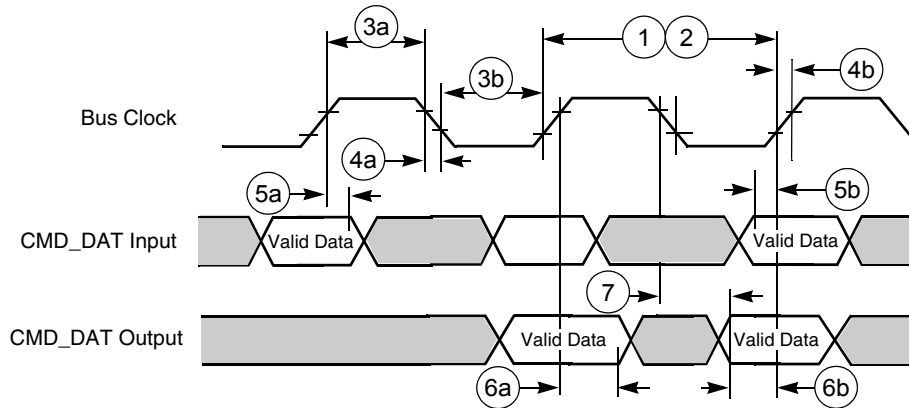 3a
1 2
3b
4b
Bus Clock
4a
5a
5b
CMD_DAT Input
Valid Data
Valid Data
7
CMD_DAT Output
Valid Data
Valid Data
6a
6b